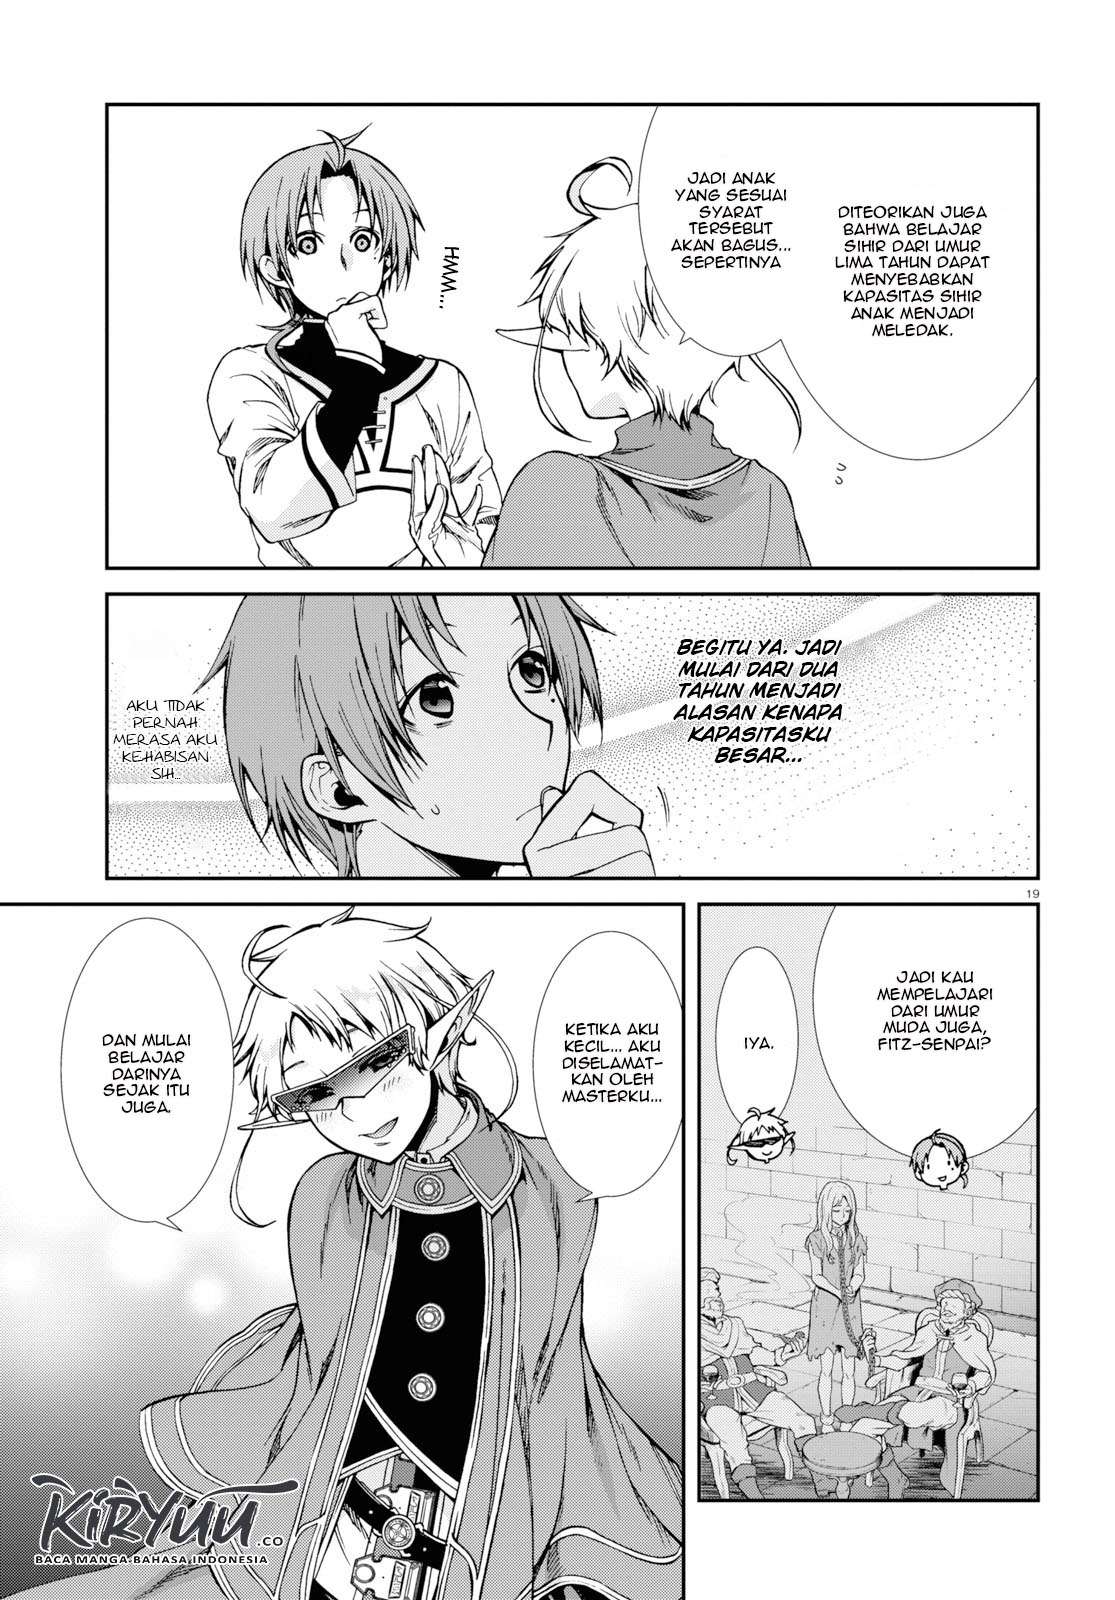 DITEORIKAN JUGA
BAHWA BELAJAR
SIHIR DARI UMUR
LIMA TAHUN DAPAT
MENYEBABKAN
KAPASITAS SIHIR
ANAK MENJADI
MELEDAK.
JADI ANAK
YANG SESUAI
SYARAT
TERSEBUT
AKAN BAGUS...
SEPERTINYA
HMM...
BEGITU YA. JADI
MULAI DARI DUA
TAHUN MENJADI
ALASAN KENAPA
KAPASITASKU
BESAR...
AKU TIDAK
PERNAH
MERASA AKU
KEHABISAN
SIH..
19
JADI KAU
MEMPELAJARI
DARI UMUR
MUDA JUGA,
FITZ-SENPAI?
IYA.
KETIKA AKU
KECIL... AKU
DISELAMAT-
KAN OLEH
MASTERKU...
DAN MULAI
BELAJAR
DARINYA
SEJAK ITU
JUGA.
KIRYUU.CO
BACA MANGA BAHASA INDONESIA